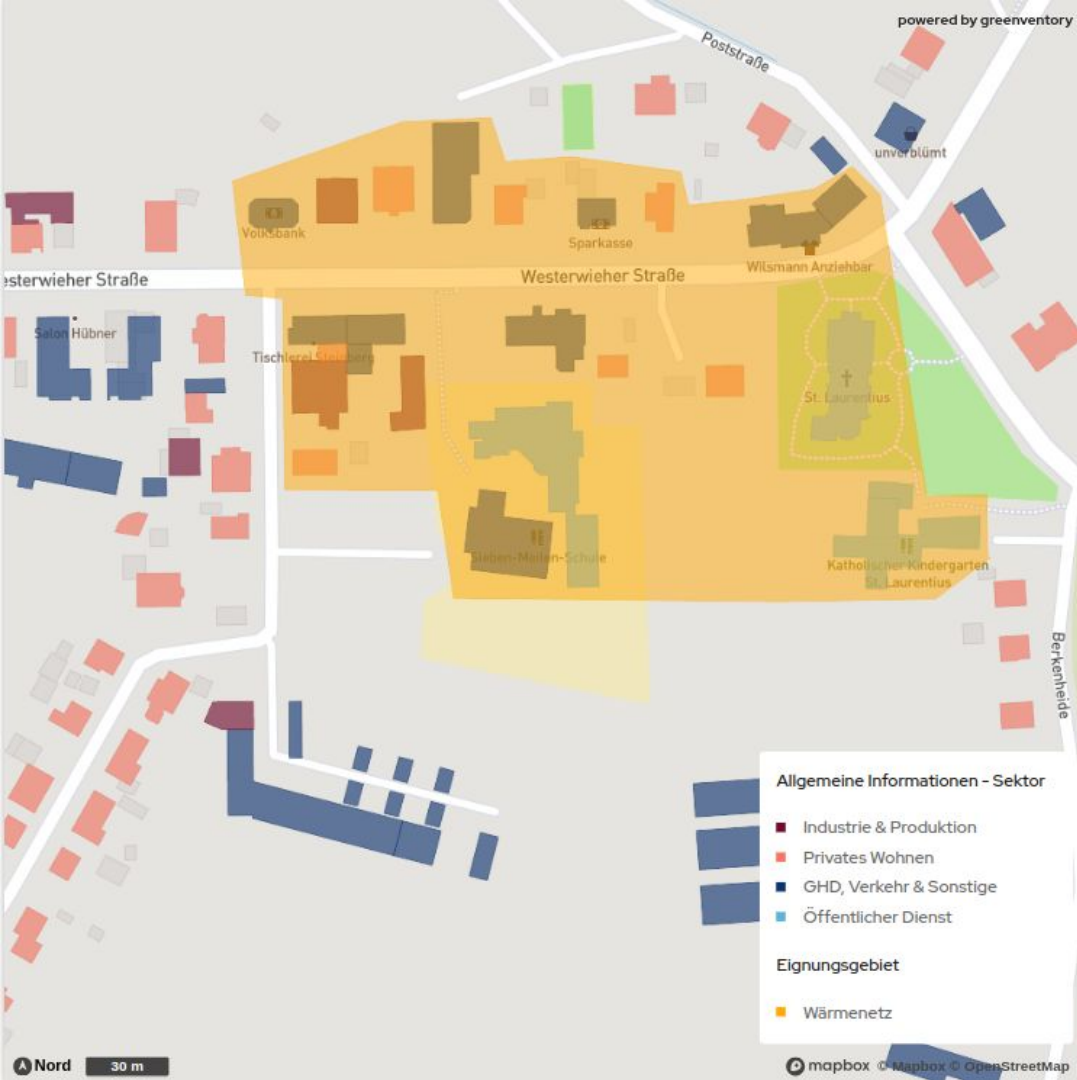 powered by greenventory
Poststraße
unverblümt
Volksbank
Sparkasse
Wilsmann Anziehbar
esterwieher Straße
Westerwieher Straße
Salon Hübner
Tischlerei Steinberg
St. Laurentius
Sieben-Meilen-Schule
Katholischer Kindergarten
St. Laurentius
Berkenheide
Allgemeine Informationen - Sektor
Industrie & Produktion
Privates Wohnen
GHD, Verkehr & Sonstige
Öffentlicher Dienst
Eignungsgebiet
Wärmenetz
Nord
30 m
mapbox © Mapbox © OpenStreetMap